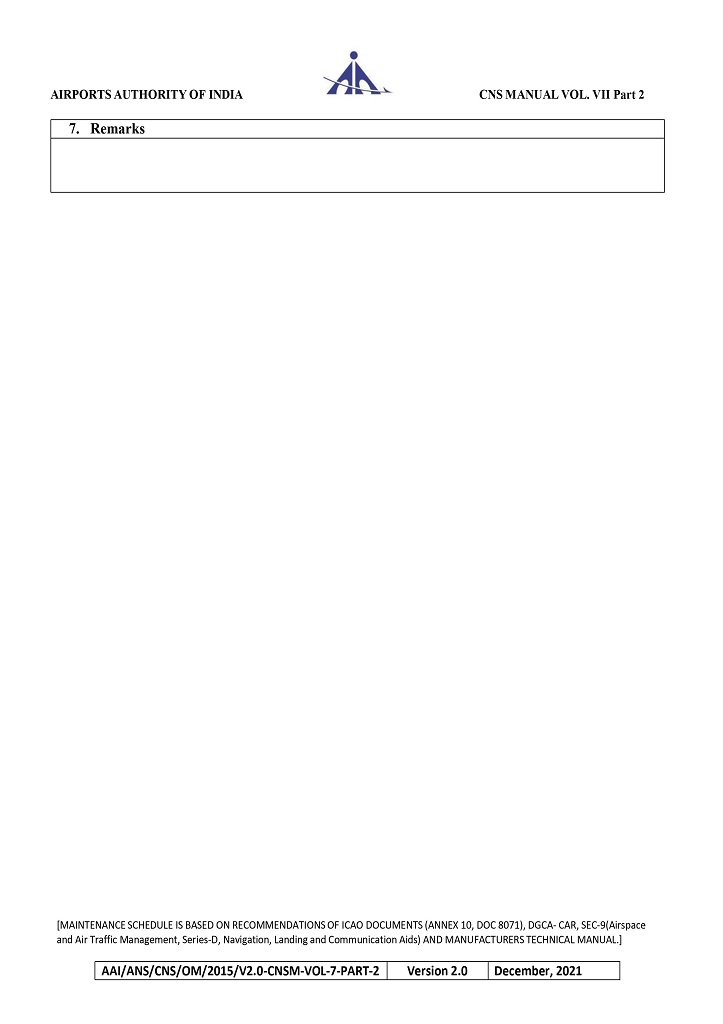 AIRPORTS AUTHORITY OF INDIA CNS MANUAL VOL. VII Part 2
7. Remarks
[MAINTENANCE SCHEDULE IS BASED ON RECOMMENDATIONS OF ICAO DOCUMENTS (ANNEX 10, DOC 8071), DGCA- CAR, SEC-9(Airspace
and Air Traffic Management, Series-D, Navigation, Landing and Communication Aids) AND MANUFACTURERS TECHNICAL MANUAL.]
AAI/ANS/CNS/OM/2015/V2.0-CNSM-VOL-7-PART-2 Version 2.0 December, 2021